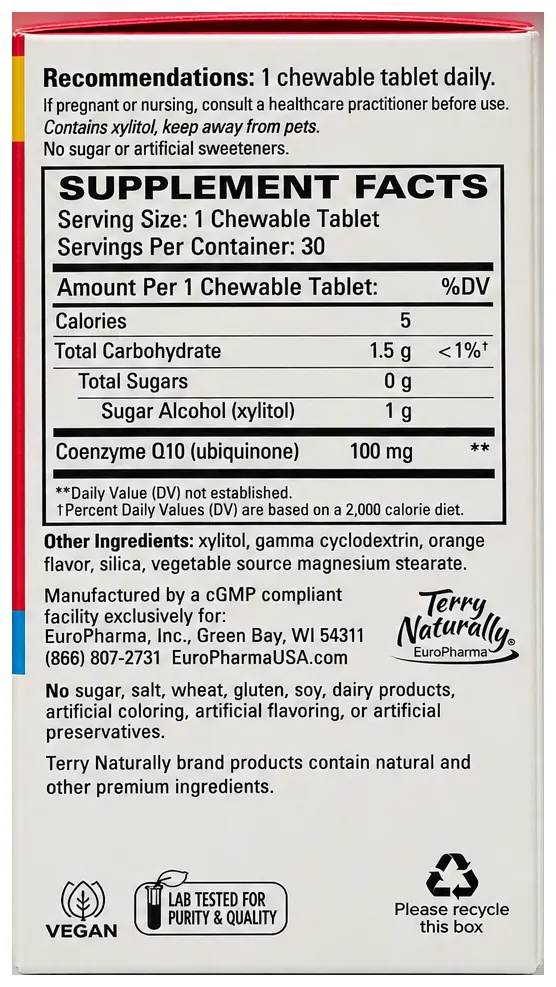 Recommendations: 1 chewable tablet daily.
If pregnant or nursing, consult a healthcare practitioner before use.
Contains xylitol, keep away from pets.
No sugar or artificial sweeteners.
SUPPLEMENT FACTS
Serving Size: 1 Chewable Tablet
Servings Per Container: 30
Amount Per 1 Chewable Tablet: %DV
Calories 5
Total Carbohydrate 1.5 g <1%†
Total Sugars 0 g
Sugar Alcohol (xylitol) 1 g
Coenzyme Q10 (ubiquinone) 100 mg **
**Daily Value (DV) not established.
†Percent Daily Values (DV) are based on a 2,000 calorie diet.
Other Ingredients: xylitol, gamma cyclodextrin, orange
flavor, silica, vegetable source magnesium stearate.
Manufactured by a cGMP compliant
facility exclusively for:
EuroPharma, Inc., Green Bay, WI 54311
(866) 807-2731 EuroPharmaUSA.com
Terry
Naturally®
EuroPharma
No sugar, salt, wheat, gluten, soy, dairy products,
artificial coloring, artificial flavoring, or artificial
preservatives.
Terry Naturally brand products contain natural and
other premium ingredients.
VEGAN
LAB TESTED FOR
PURITY & QUALITY
Please recycle
this box